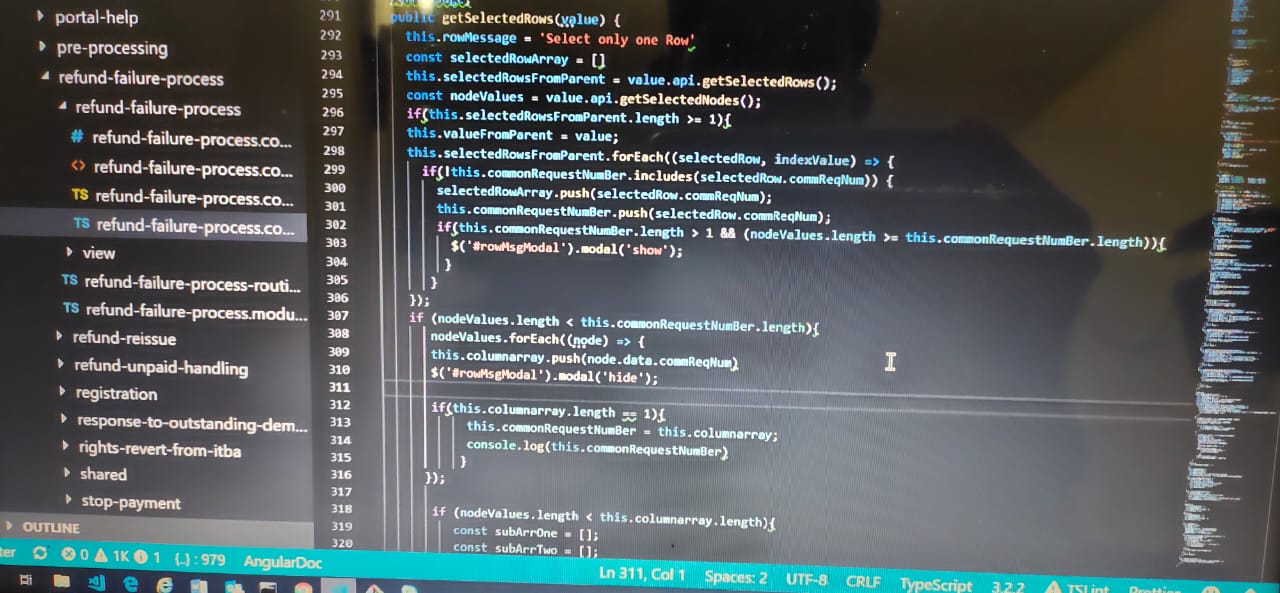 portal-help
pre-processing
refund-failure-process
refund-failure-process
# refund-failure-process.co...
<> refund-failure-process.co...
TS refund-failure-process.co...
TS refund-failure-process.co...
view
TS refund-failure-process-routi...
TS refund-failure-process.modu...
refund-reissue
refund-unpaid-handling
registration
response-to-outstanding-dem...
rights-revert-from-itba
shared
stop-payment
OUTLINE
291 public getSelectedRows(value) {
292 this.rowMessage = 'Select only one Row'
293 const selectedRowArray = []
294 this.selectedRowsFromParent = value.api.getSelectedRows();
295 const nodeValues = value.api.getSelectedNodes();
296 if(this.selectedRowsFromParent.length >= 1){
297 this.valueFromParent = value;
298 this.selectedRowsFromParent.forEach((selectedRow, indexValue) => {
299 if(!this.commonRequestNumBer.includes(selectedRow.commReqNum)) {
300 selectedRowArray.push(selectedRow.commReqNum);
301 this.commonRequestNumBer.push(selectedRow.commReqNum);
302 if(this.commonRequestNumBer.length > 1 && (nodeValues.length >= this.commonRequestNumBer.length)){
303 $('#rowMsgModal').modal('show');
304 }
305 }
306 });
307 if (nodeValues.length < this.commonRequestNumBer.length){
308 nodeValues.forEach((node) => {
309 this.columnarray.push(node.data.commReqNum)
310 $('#rowMsgModal').modal('hide');
311
312 if(this.columnarray.length == 1){
313 this.commonRequestNumBer = this.columnarray;
314 console.log(this.commonRequestNumBer)
315 }
316 });
317
318 if (nodeValues.length < this.columnarray.length){
319 const subArrOne = [];
320 const subArrTwo = [];
ter 0 1K 1 {..} : 979 AngularDoc Ln 311, Col 1 Spaces: 2 UTF-8 CRLF TypeScript 3.2.2 TSLint